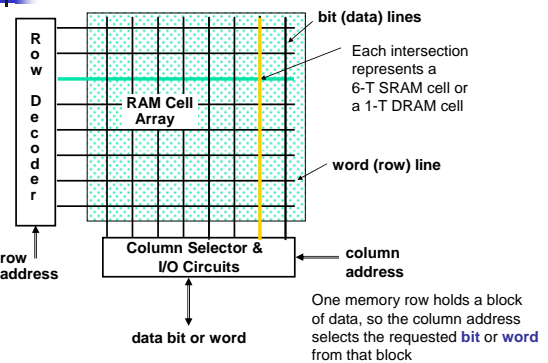 bit (data) lines
Each intersection
represents a
6-T SRAM cell or
a 1-T DRAM cell
Row Decoder
RAM Cell
Array
word (row) line
row
address
Column Selector &
I/O Circuits
column
address
data bit or word
One memory row holds a block
of data, so the column address
selects the requested bit or word
from that block